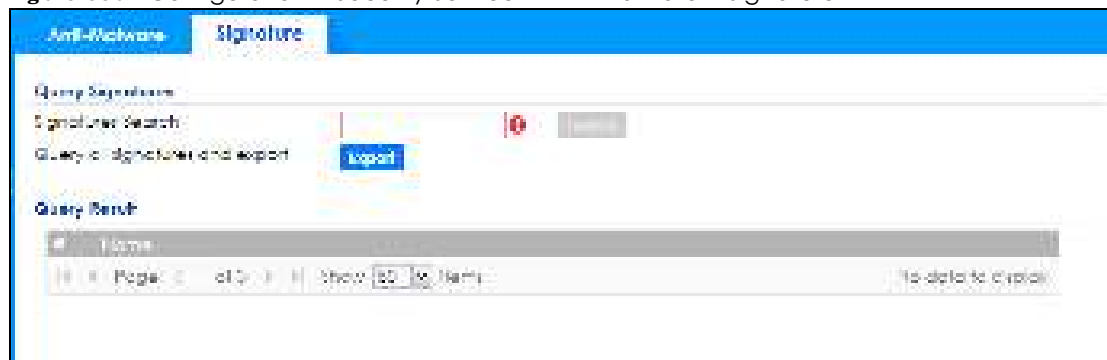 Anti-Malware Signature
Query Signatures
Signatures Search
Query all signatures and export Export
Query Result
Name
Page of 0 Show 50 items No data to display